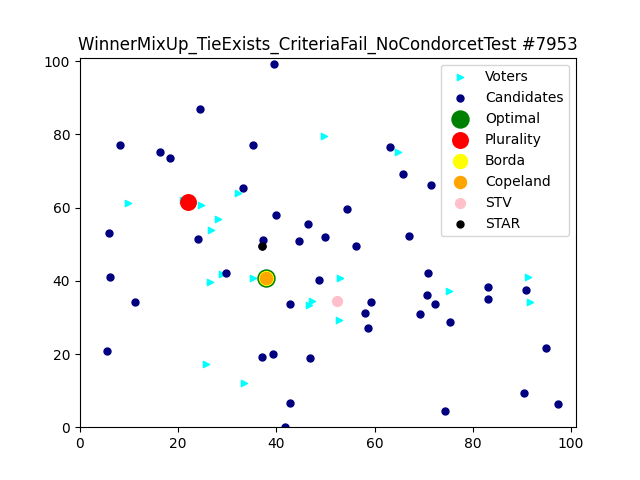 WinnerMixUp_TieExists_CriteriaFail_NoCondorcetTest #7953
100
80
60
40
20
0
0 20 40 60 80 100
Voters
Candidates
Optimal
Plurality
Borda
Copeland
STV
STAR